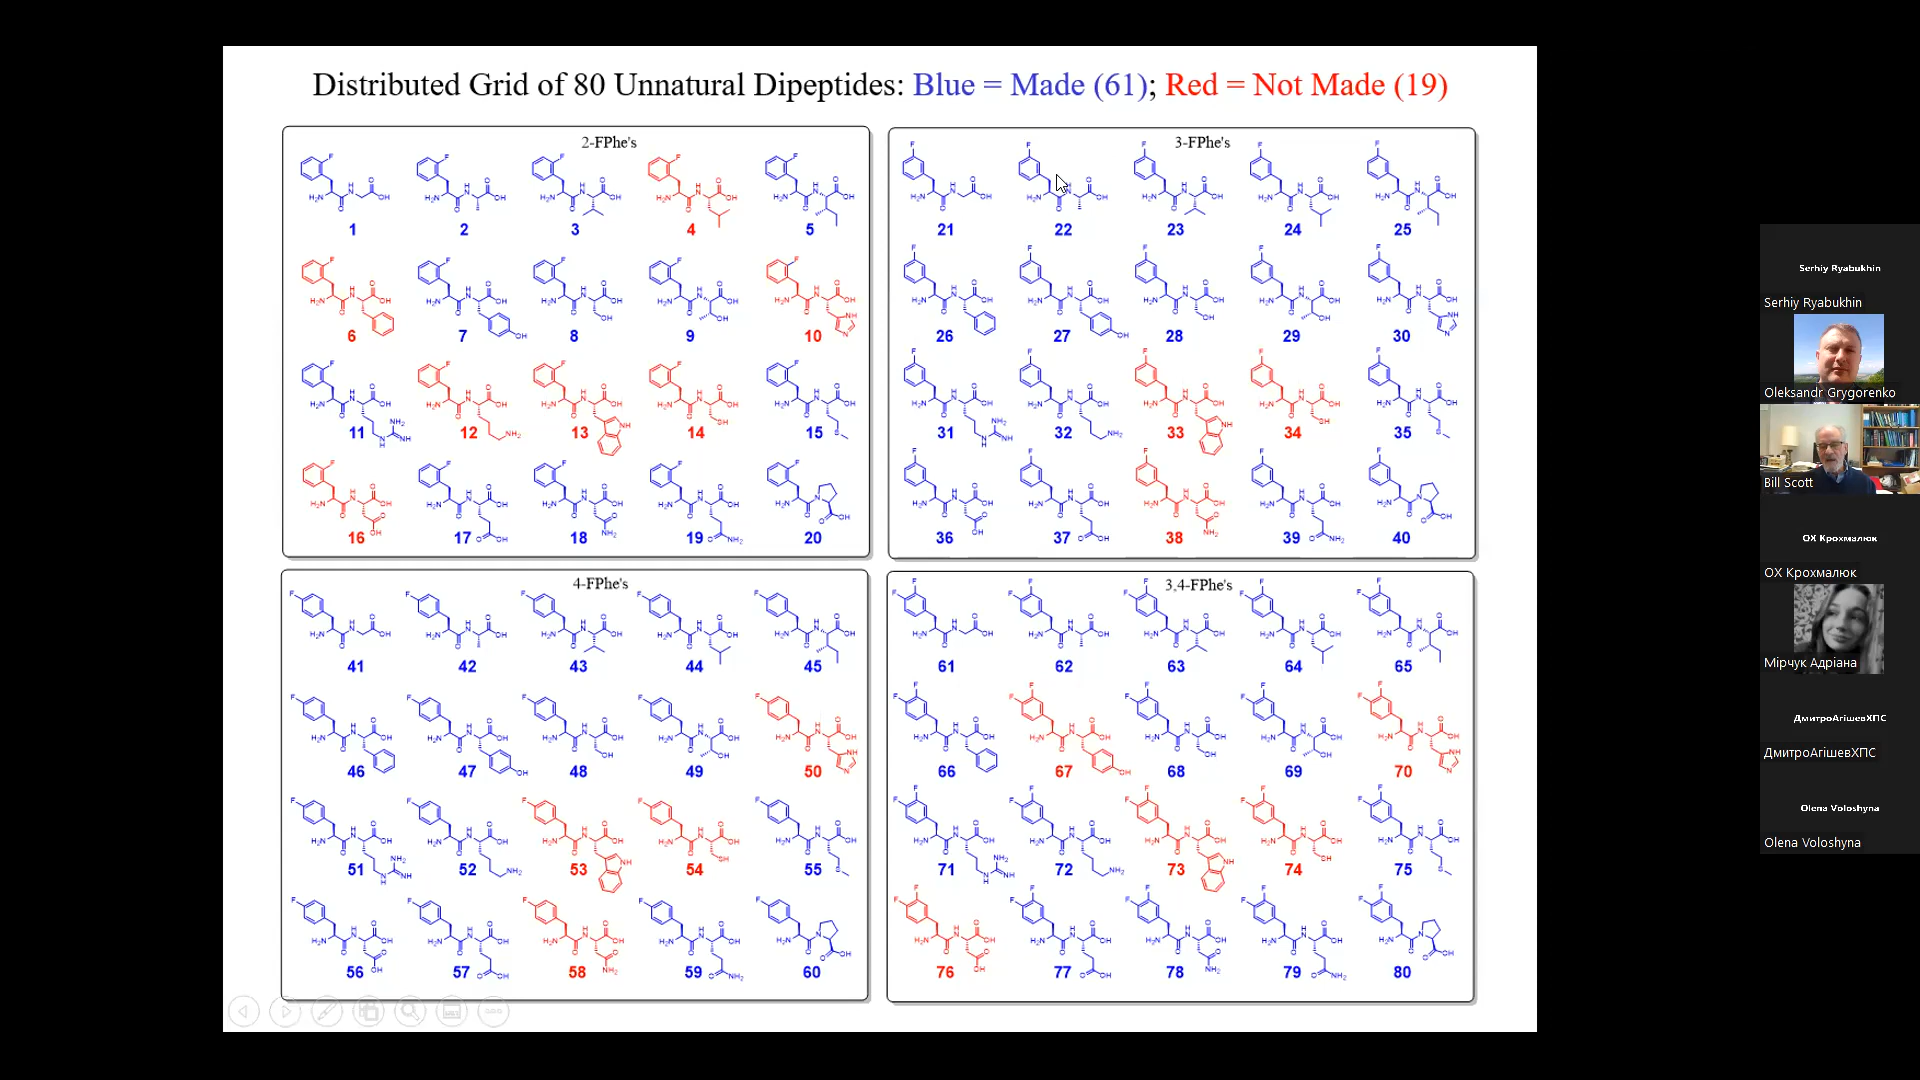 Distributed Grid of 80 Unnatural Dipeptides: Blue = Made (61); Red = Not Made (19)
2-FPhe's
1 2 3 4 5
6 7 8 9 10
11 12 13 14 15
16 17 18 19 20
3-FPhe's
21 22 23 24 25
26 27 28 29 30
31 32 33 34 35
36 37 38 39 40
4-FPhe's
41 42 43 44 45
46 47 48 49 50
51 52 53 54 55
56 57 58 59 60
3,4-FPhe's
61 62 63 64 65
66 67 68 69 70
71 72 73 74 75
76 77 78 79 80
Serhiy Ryabukhin
Serhiy Ryabukhin
Oleksandr Grygorenko
Bill Scott
ОХ Крохмалюк
ОХ Крохмалюк
Мірчук Адріана
ДмитроАгішевХПС
ДмитроАгішевХПС
Olena Voloshyna
Olena Voloshyna